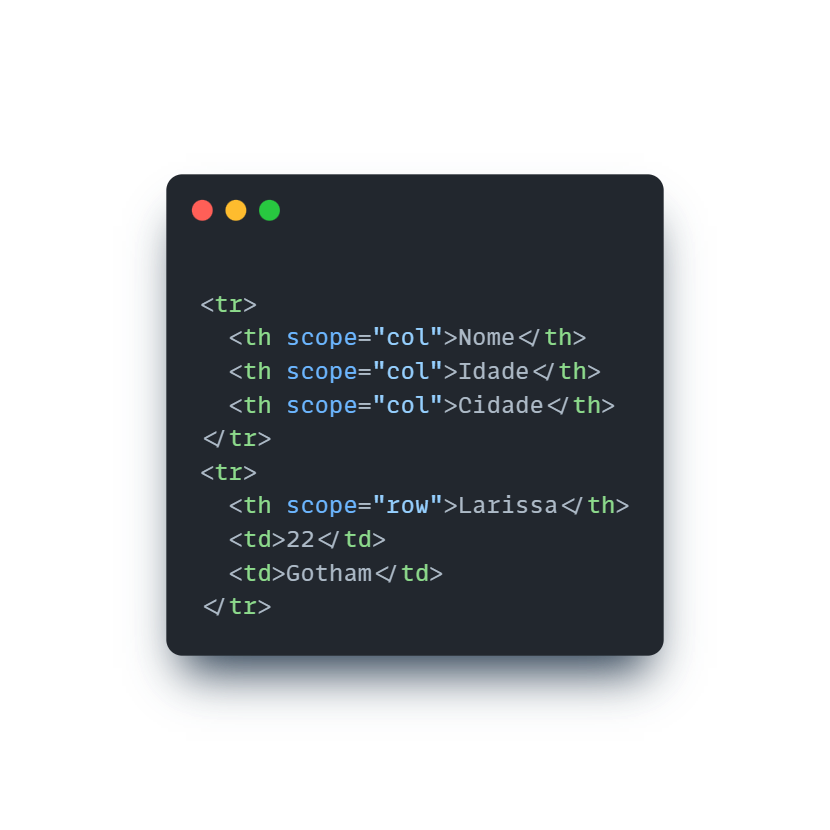 <tr>
  <th scope="col">Nome</th>
  <th scope="col">Idade</th>
  <th scope="col">Cidade</th>
</tr>
<tr>
  <th scope="row">Larissa</th>
  <td>22</td>
  <td>Gotham</td>
</tr>